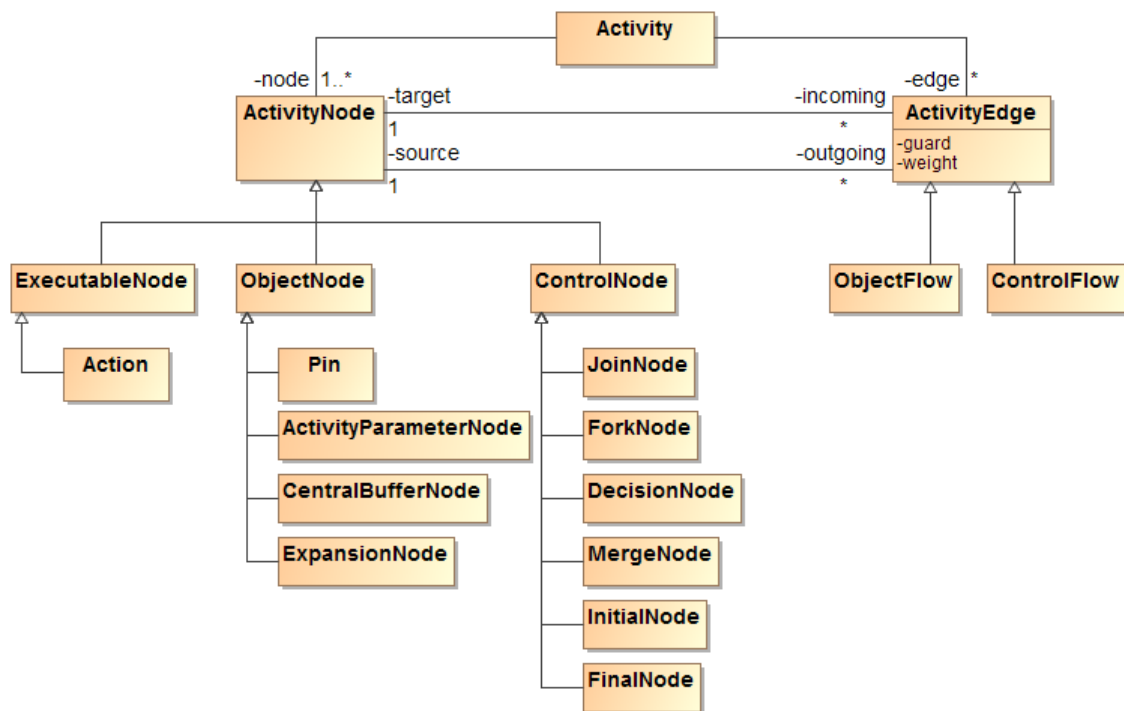 Activity
-node 1..*
-edge *
-target
-incoming
ActivityNode
ActivityEdge
1
*
-guard
-source
-outgoing
-weight
1
*
ExecutableNode
ObjectNode
ControlNode
ObjectFlow
ControlFlow
Action
Pin
JoinNode
ActivityParameterNode
ForkNode
CentralBufferNode
DecisionNode
ExpansionNode
MergeNode
InitialNode
FinalNode